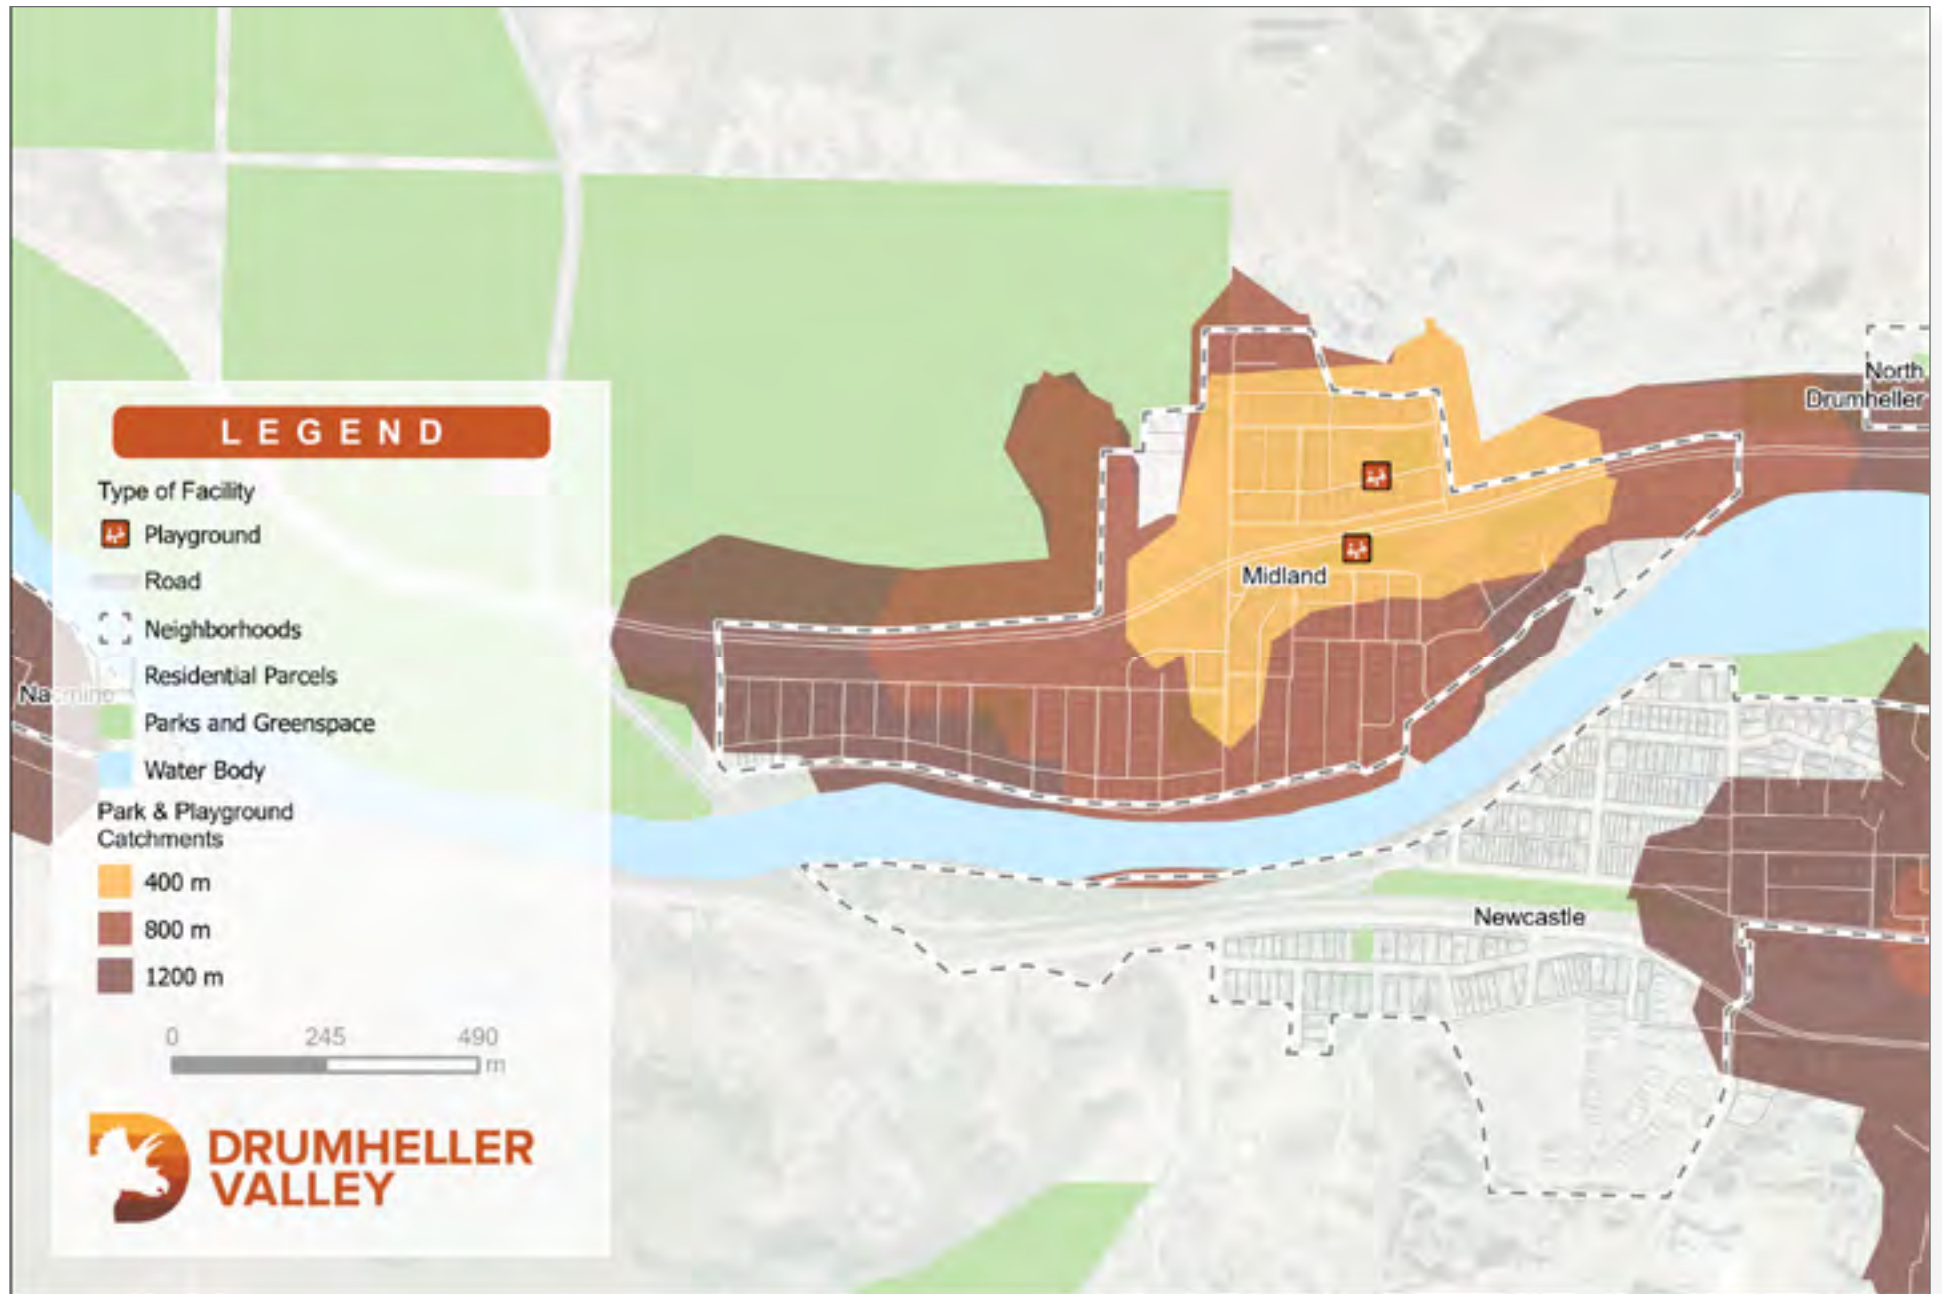 LEGEND
Type of Facility
Playground
Road
Neighborhoods
Residential Parcels
Parks and Greenspace
Water Body
Park & Playground
Catchments
400 m
800 m
1200 m
0 245 490
m
DRUMHELLER
VALLEY
North
Drumheller
Midland
Newcastle